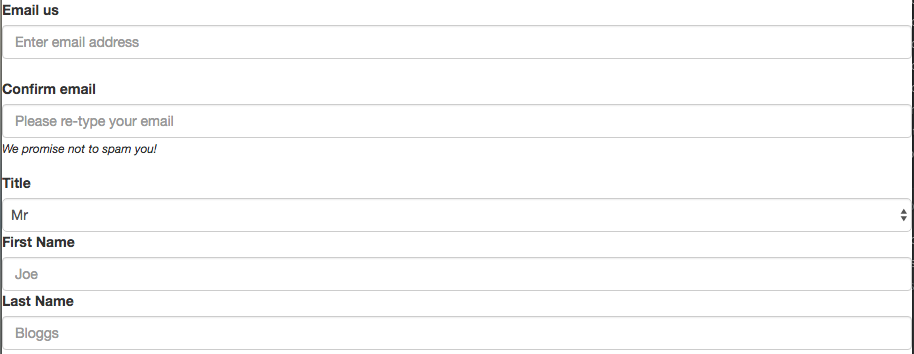 Email us
Enter email address
Confirm email
Please re-type your email
We promise not to spam you!
Title
Mr
First Name
Joe
Last Name
Bloggs